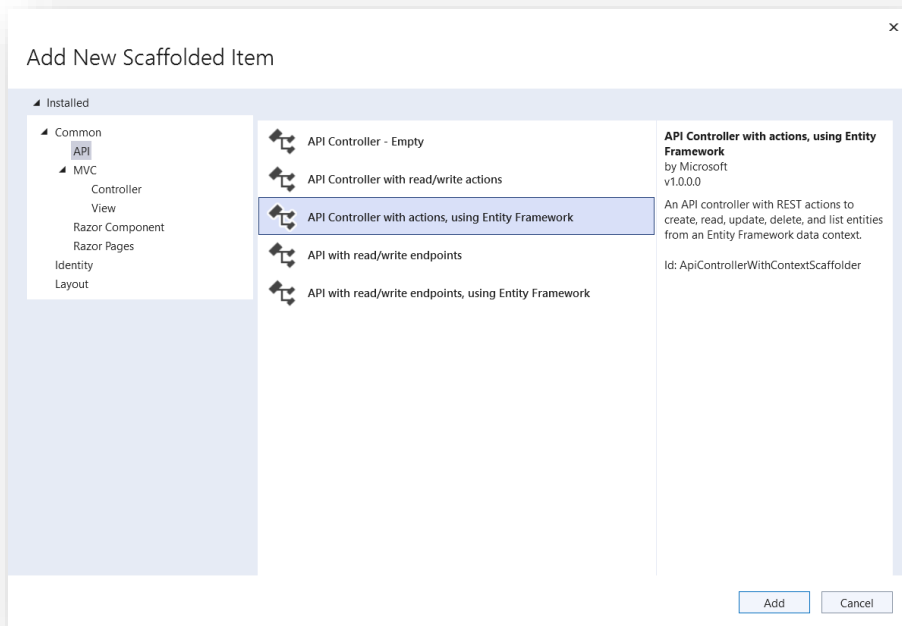 Add New Scaffolded Item
Installed
Common
API
MVC
Controller
View
Razor Component
Razor Pages
Identity
Layout
API Controller - Empty
API Controller with read/write actions
API Controller with actions, using Entity Framework
API with read/write endpoints
API with read/write endpoints, using Entity Framework
API Controller with actions, using Entity
Framework
by Microsoft
v1.0.0.0
An API controller with REST actions to
create, read, update, delete, and list entities
from an Entity Framework data context.
Id: ApiControllerWithContextScaffolder
Add
Cancel